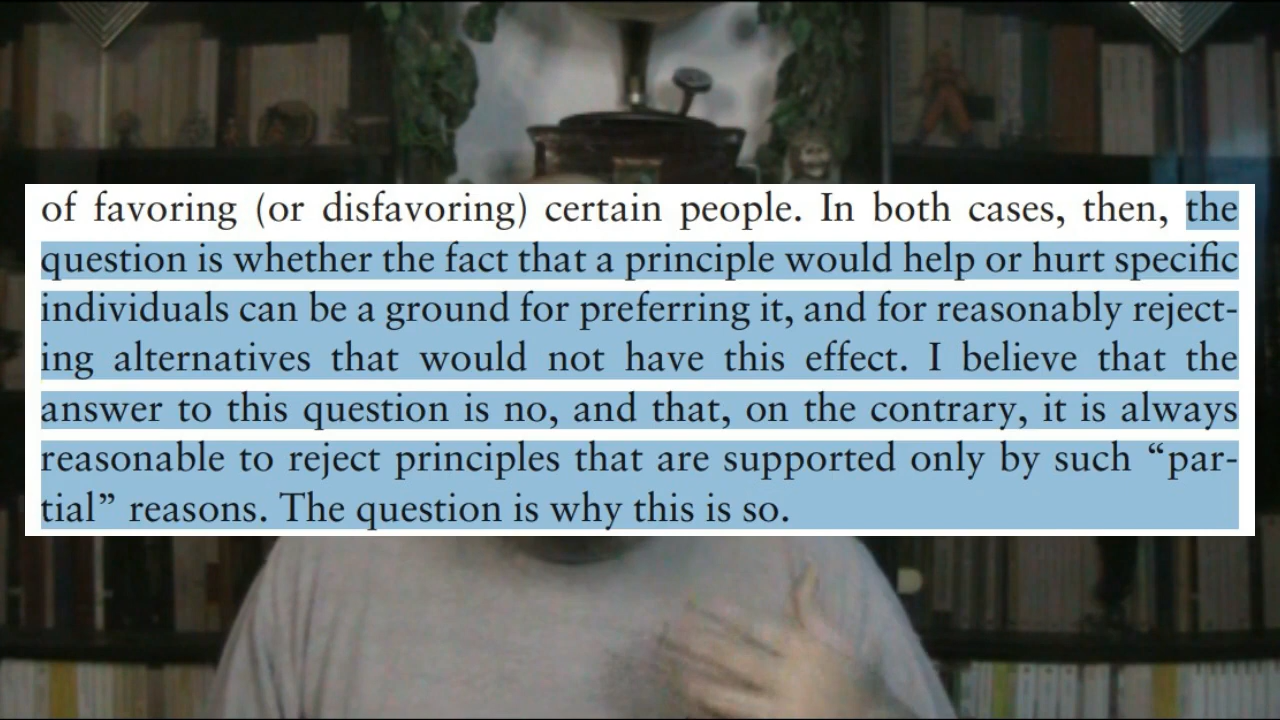 of favoring (or disfavoring) certain people. In both cases, then, the
question is whether the fact that a principle would help or hurt specific
individuals can be a ground for preferring it, and for reasonably reject-
ing alternatives that would not have this effect. I believe that the
answer to this question is no, and that, on the contrary, it is always
reasonable to reject principles that are supported only by such “par-
tial” reasons. The question is why this is so.